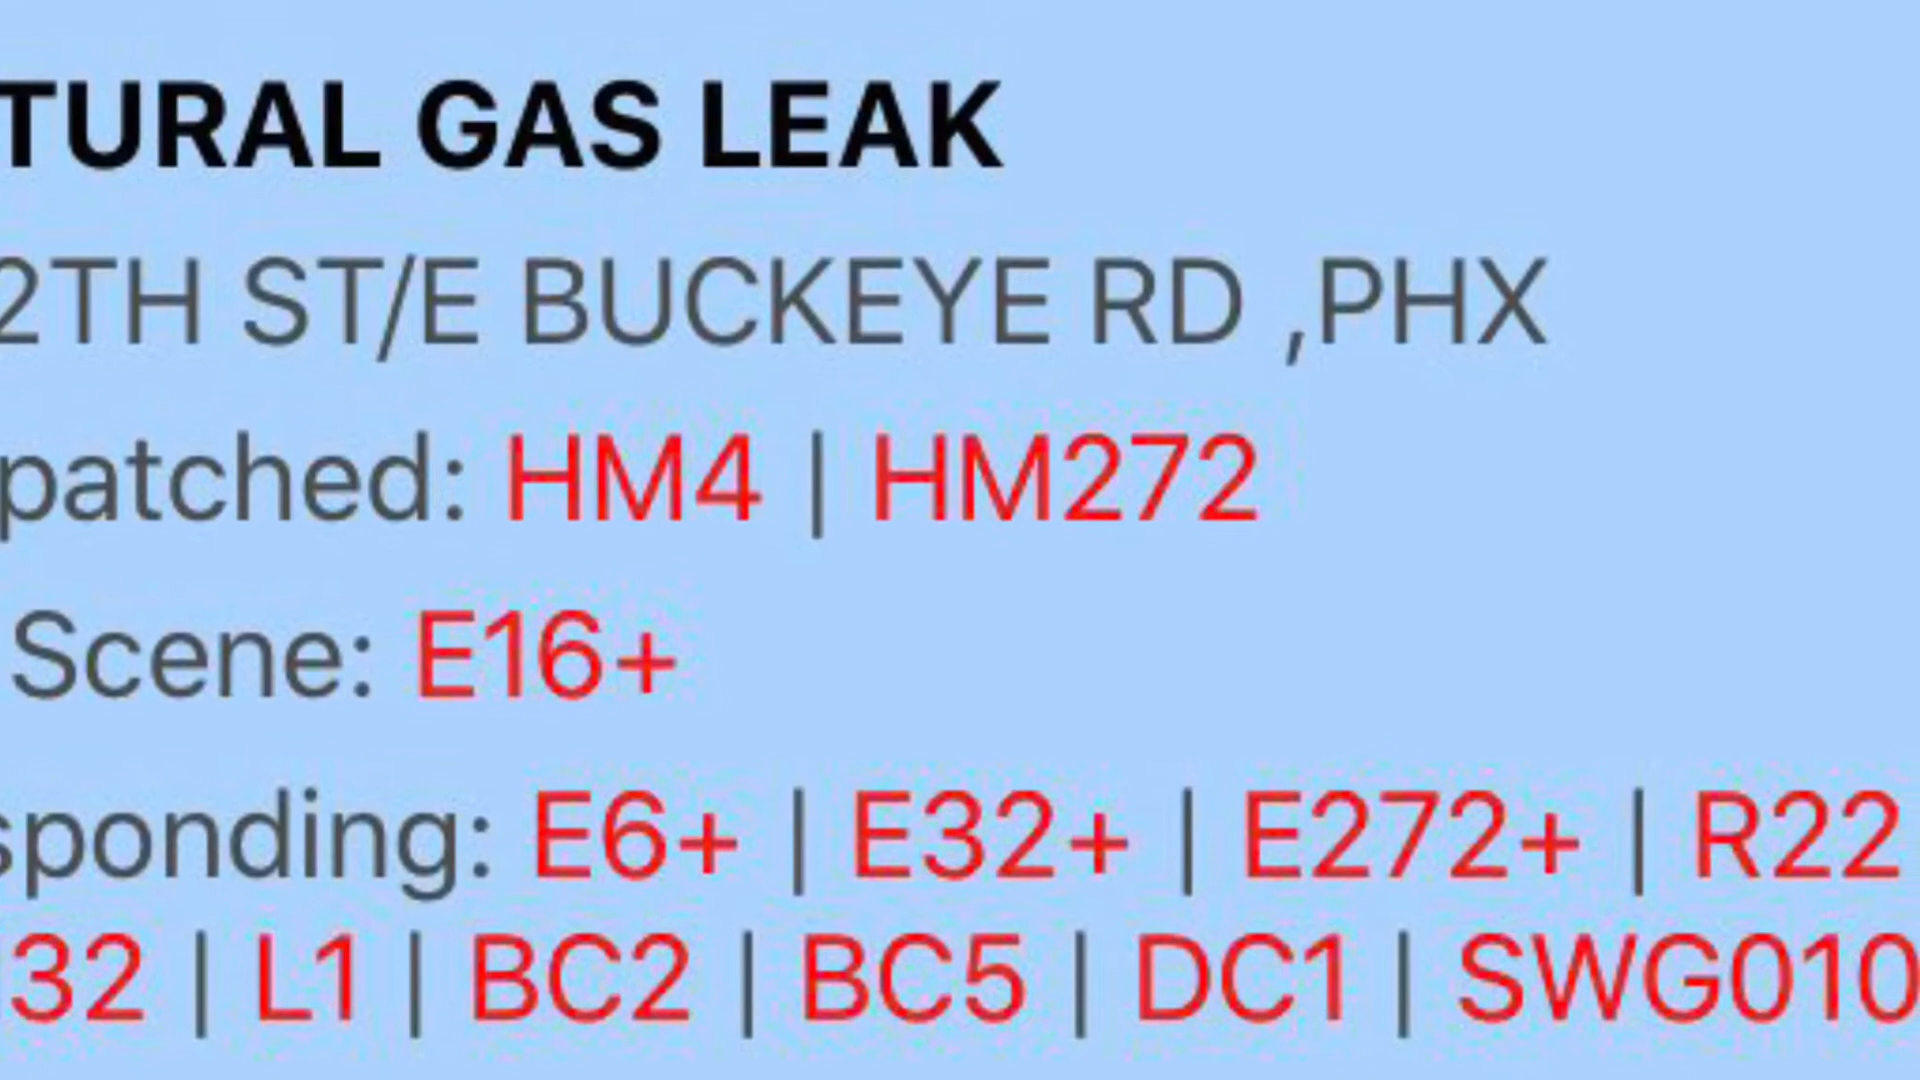 TURAL GAS LEAK
2TH ST/E BUCKEYE RD ,PHX
patched: HM4 | HM272
Scene: E16+
sponding: E6+ | E32+ | E272+ | R22
32 | L1 | BC2 | BC5 | DC1 | SWG010